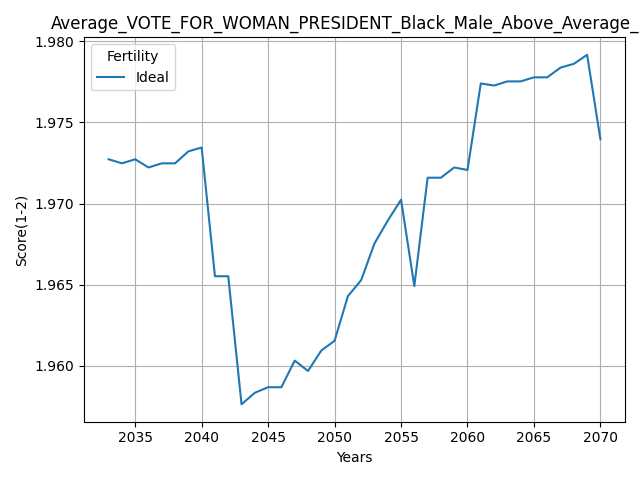 Average_VOTE_FOR_WOMAN_PRESIDENT_Black_Male_Above_Average_
Fertility
Ideal
1.980
1.975
1.970
1.965
1.960
Score(1-2)
2035 2040 2045 2050 2055 2060 2065 2070
Years